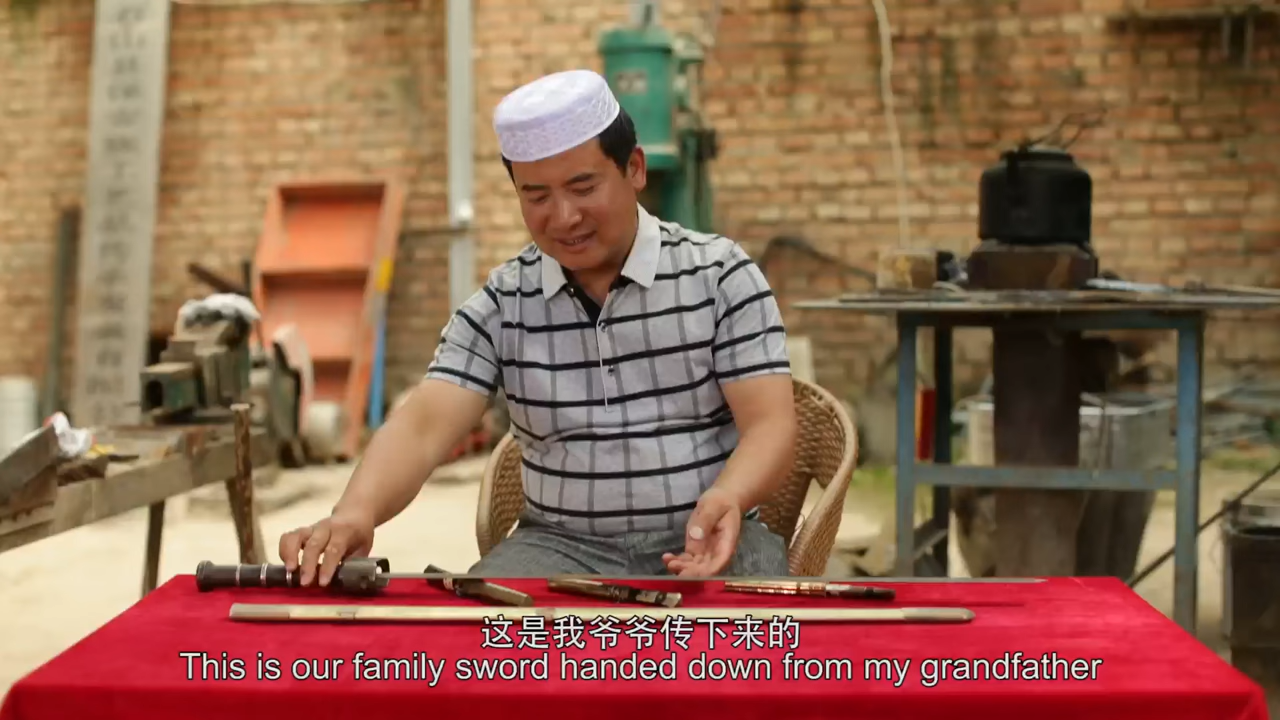 这是我爷爷传下来的
This is our family sword handed down from my grandfather